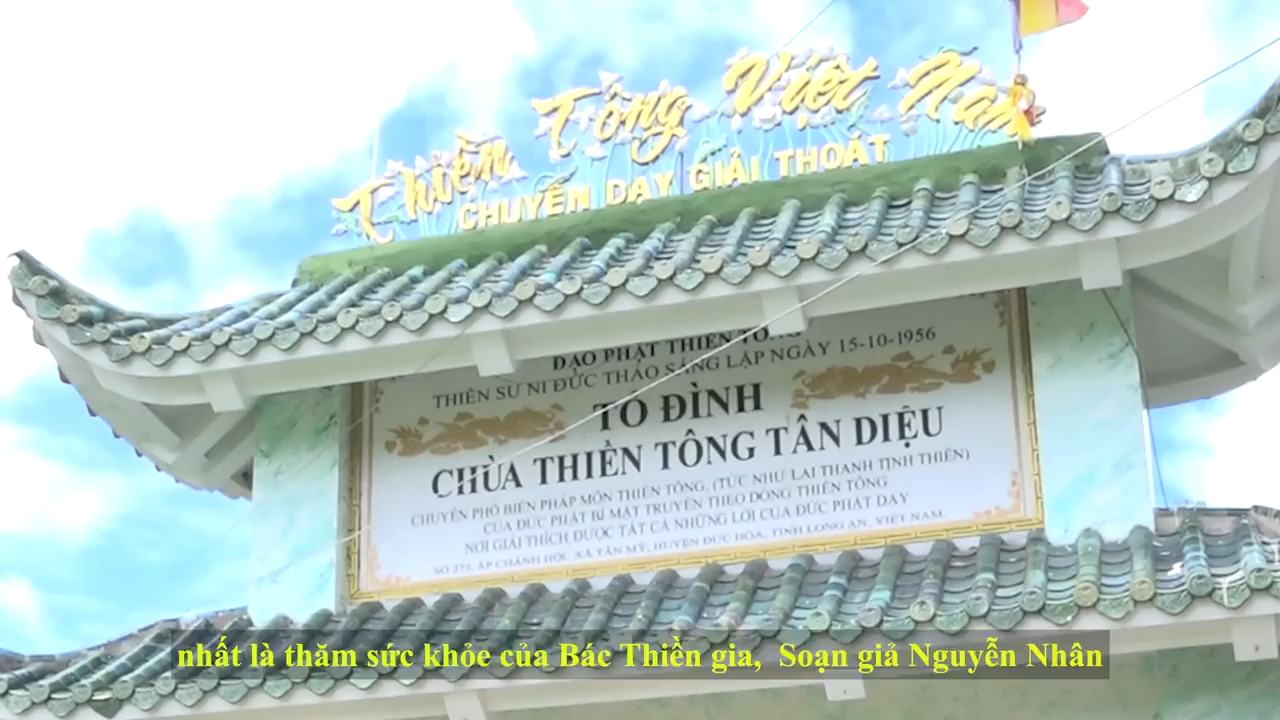 Thiền Tông Việt Nam
CHUYÊN DẠY GIẢI THOÁT
ĐẠO PHẬT THIỀN TÔNG
THIỀN SƯ NI ĐỨC THẢO SÁNG LẬP NGÀY 15-10-1956
TỔ ĐÌNH
CHÙA THIỀN TÔNG TÂN DIỆU
CHUYÊN PHỔ BIẾN PHÁP MÔN THIỀN TÔNG, (TỨC NHƯ LAI THANH TỊNH THIỀN)
CỦA ĐỨC PHẬT BÍ MẬT TRUYỀN THEO DÒNG THIỀN TÔNG
NƠI GIẢI THÍCH ĐƯỢC TẤT CẢ NHỮNG LỜI CỦA ĐỨC PHẬT DẠY
SỐ 273, ẤP CHÁNH HỘI, XÃ TÂN MỸ, HUYỆN ĐỨC HÒA, TỈNH LONG AN, VIỆT NAM.
nhất là thăm sức khỏe của Bác Thiền gia, Soạn giả Nguyễn Nhân